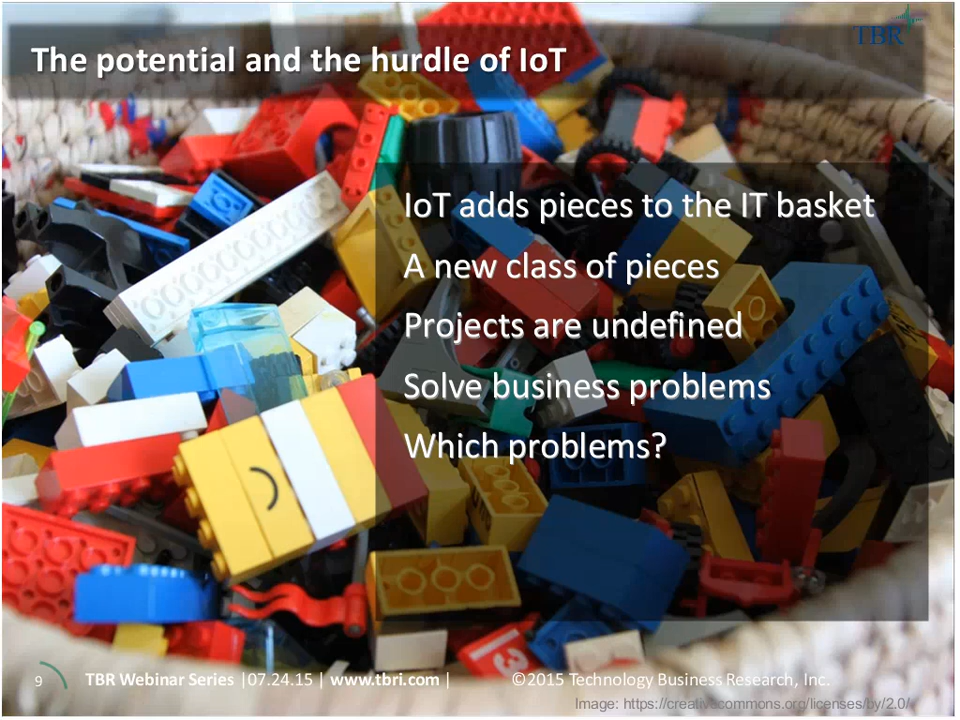 TBR
The potential and the hurdle of IoT
IoT adds pieces to the IT basket
A new class of pieces
Projects are undefined
Solve business problems
Which problems?
9
TBR Webinar Series |07.24.15 | www.tbri.com |
©2015 Technology Business Research, Inc.
Image: https://creativecommons.org/licenses/by/2.0/